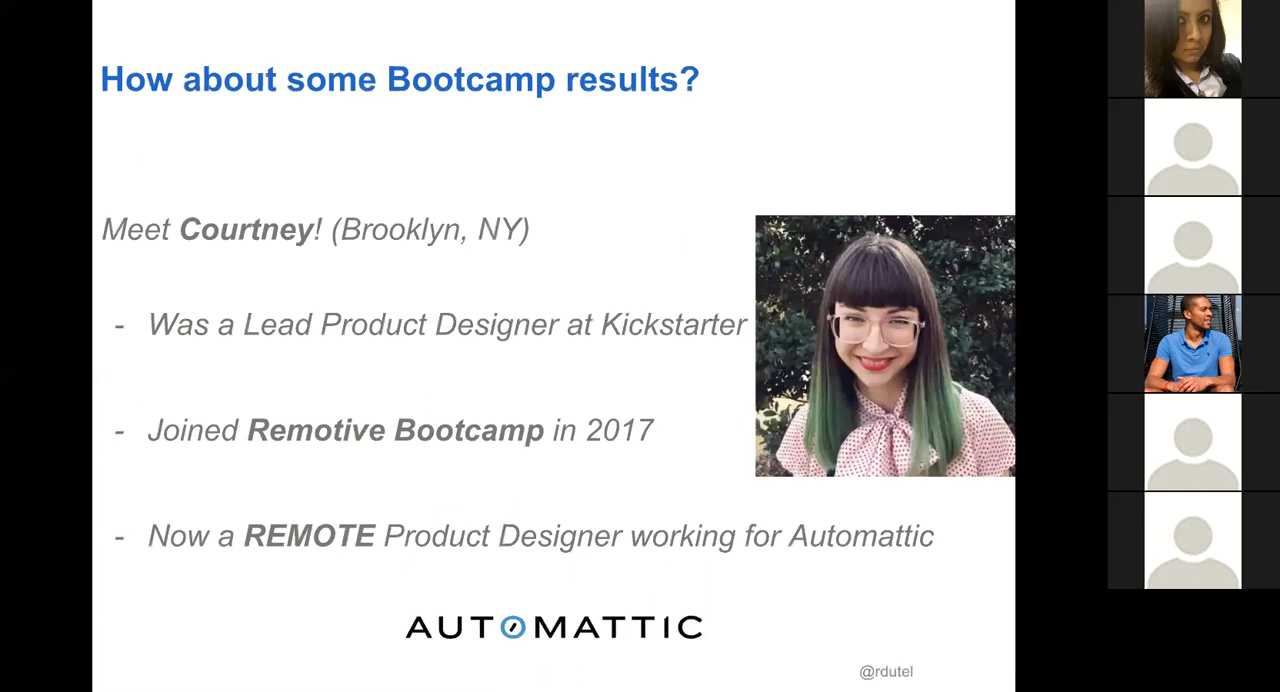 How about some Bootcamp results?
Meet Courtney! (Brooklyn, NY)
- Was a Lead Product Designer at Kickstarter
- Joined Remotive Bootcamp in 2017
- Now a REMOTE Product Designer working for Automattic
AUTOMATTIC
@rdutel